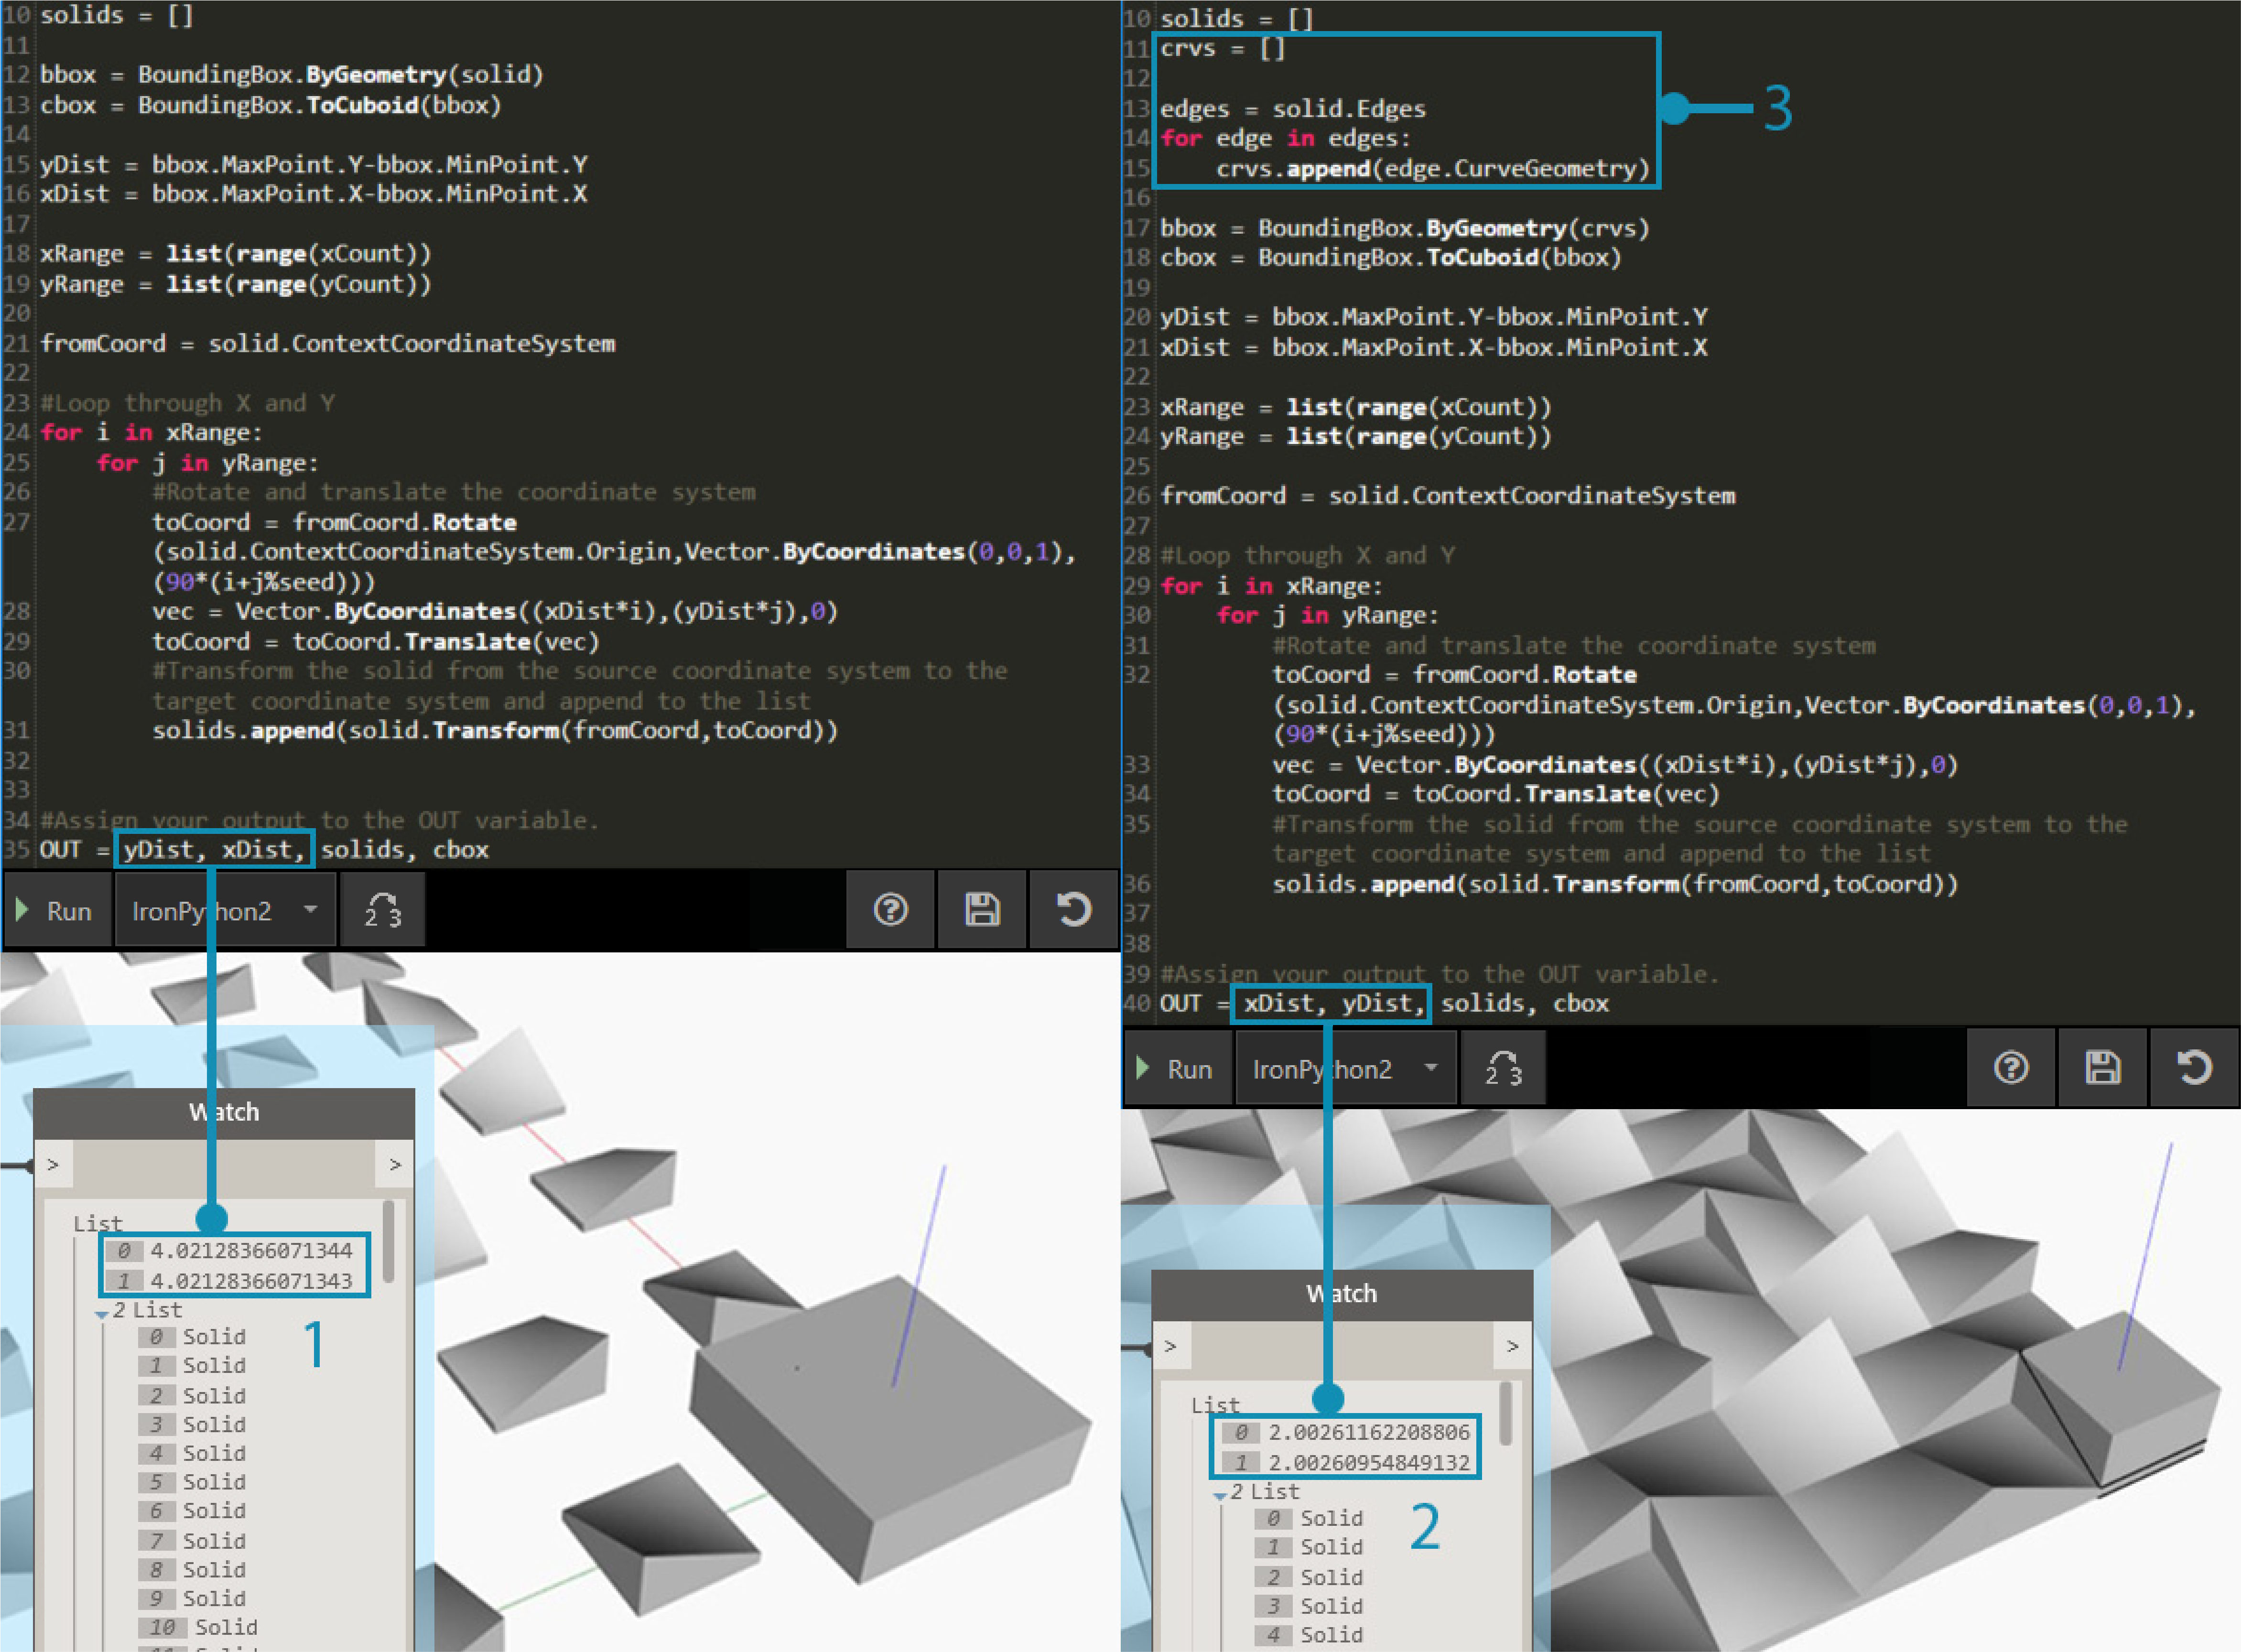 10 solids = []
11
12 bbox = BoundingBox.ByGeometry(solid)
13 cbox = BoundingBox.ToCuboid(bbox)
14
15 yDist = bbox.MaxPoint.Y-bbox.MinPoint.Y
16 xDist = bbox.MaxPoint.X-bbox.MinPoint.X
17
18 xRange = list(range(xCount))
19 yRange = list(range(yCount))
20
21 fromCoord = solid.ContextCoordinateSystem
22
23 #Loop through X and Y
24 for i in xRange:
25     for j in yRange:
26         #Rotate and translate the coordinate system
27         toCoord = fromCoord.Rotate
(solid.ContextCoordinateSystem.Origin,Vector.ByCoordinates(0,0,1),
(90*(i+j%seed)))
28         vec = Vector.ByCoordinates((xDist*i),(yDist*j),0)
29         toCoord = toCoord.Translate(vec)
30         #Transform the solid from the source coordinate system to the
target coordinate system and append to the list
31         solids.append(solid.Transform(fromCoord,toCoord))
32
33
34 #Assign your output to the OUT variable.
35 OUT = yDist, xDist, solids, cbox
Run IronPython2 2 3
Watch
> >
List
0 4.02128366071344
1 4.02128366071343
2 List
0 Solid
1 Solid
2 Solid
3 Solid
4 Solid
5 Solid
6 Solid
7 Solid
8 Solid
9 Solid
10 Solid
1
10 solids = []
11 crvs = []
12
13 edges = solid.Edges
14 for edge in edges:
15     crvs.append(edge.CurveGeometry)
3
16
17 bbox = BoundingBox.ByGeometry(crvs)
18 cbox = BoundingBox.ToCuboid(bbox)
19
20 yDist = bbox.MaxPoint.Y-bbox.MinPoint.Y
21 xDist = bbox.MaxPoint.X-bbox.MinPoint.X
22
23 xRange = list(range(xCount))
24 yRange = list(range(yCount))
25
26 fromCoord = solid.ContextCoordinateSystem
27
28 #Loop through X and Y
29 for i in xRange:
30     for j in yRange:
31         #Rotate and translate the coordinate system
32         toCoord = fromCoord.Rotate
(solid.ContextCoordinateSystem.Origin,Vector.ByCoordinates(0,0,1),
(90*(i+j%seed)))
33         vec = Vector.ByCoordinates((xDist*i),(yDist*j),0)
34         toCoord = toCoord.Translate(vec)
35         #Transform the solid from the source coordinate system to the
target coordinate system and append to the list
36         solids.append(solid.Transform(fromCoord,toCoord))
37
38
39 #Assign your output to the OUT variable.
40 OUT = xDist, yDist, solids, cbox
Run IronPython2 2 3
Watch
> >
List
0 2.00261162208806
1 2.00260954849132
2 List
0 Solid
1 Solid
2 Solid
3 Solid
4 Solid
2